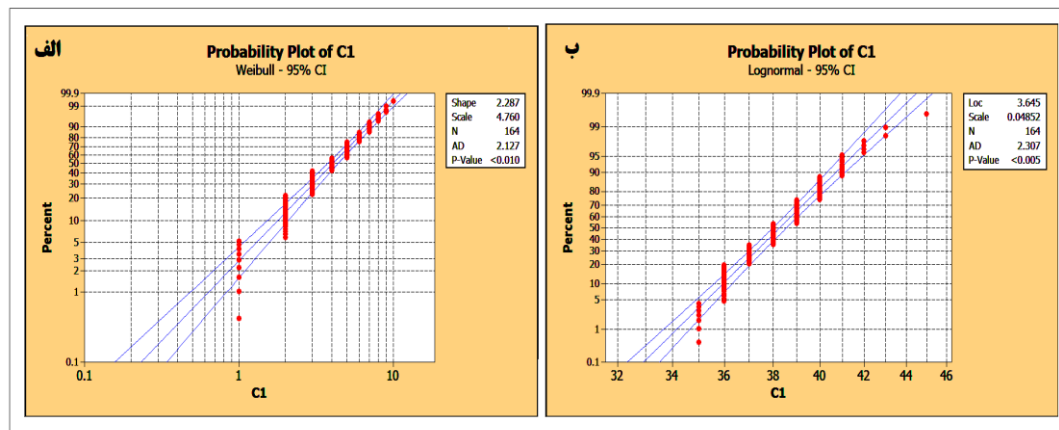 الف
Probability Plot of C1
Weibull - 95% CI
99.9
99
90
80
70
60
50
40
30
20
10
5
3
2
1
0.1
Percent
0.1 1 10
C1
Shape 2.287
Scale 4.760
N 164
AD 2.127
P-Value <0.010
ب
Probability Plot of C1
Lognormal - 95% CI
99.9
99
95
90
80
70
60
50
40
30
20
10
5
1
0.1
Percent
32 34 36 38 40 42 44 46
C1
Loc 3.645
Scale 0.04852
N 164
AD 2.307
P-Value <0.005